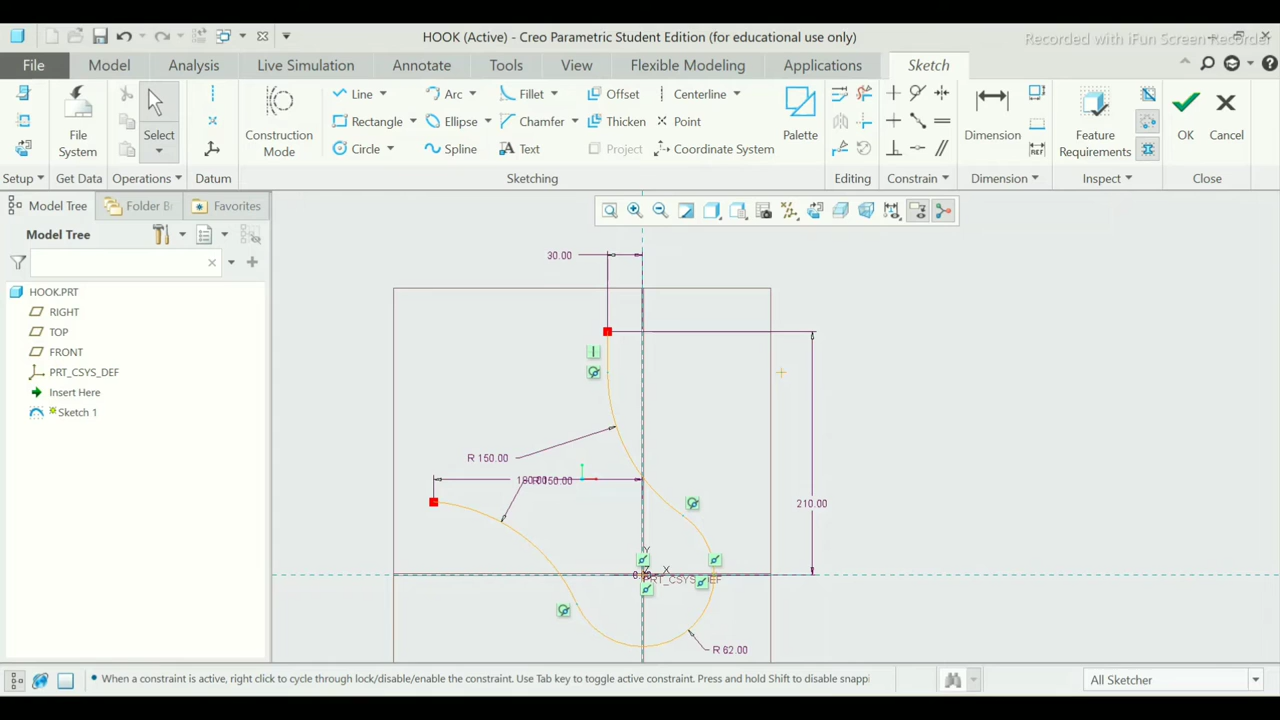 HOOK (Active) - Creo Parametric Student Edition (for educational use only)
Recorded with iFun Screen Recorder
File Model Analysis Live Simulation Annotate Tools View Flexible Modeling Applications Sketch
Line Arc Fillet Offset Centerline
Rectangle Ellipse Chamfer Thicken Point
Circle Spline Text Project Coordinate System
File System
Select
Construction Mode
Palette
Dimension
Feature Requirements
OK
Cancel
Setup Get Data Operations Datum Sketching Editing Constrain Dimension Inspect Close
Model Tree Folder B Favorites
Model Tree
HOOK.PRT
RIGHT
TOP
FRONT
PRT_CSYS_DEF
Insert Here
Sketch 1
30.00
R 150.00
210.00
Y
Z X
PRT_CSYS_DEF
R 62.00
When a constraint is active, right click to cycle through lock/disable/enable the constraint. Use Tab key to toggle active constraint. Press and hold Shift to disable snappi
All Sketcher